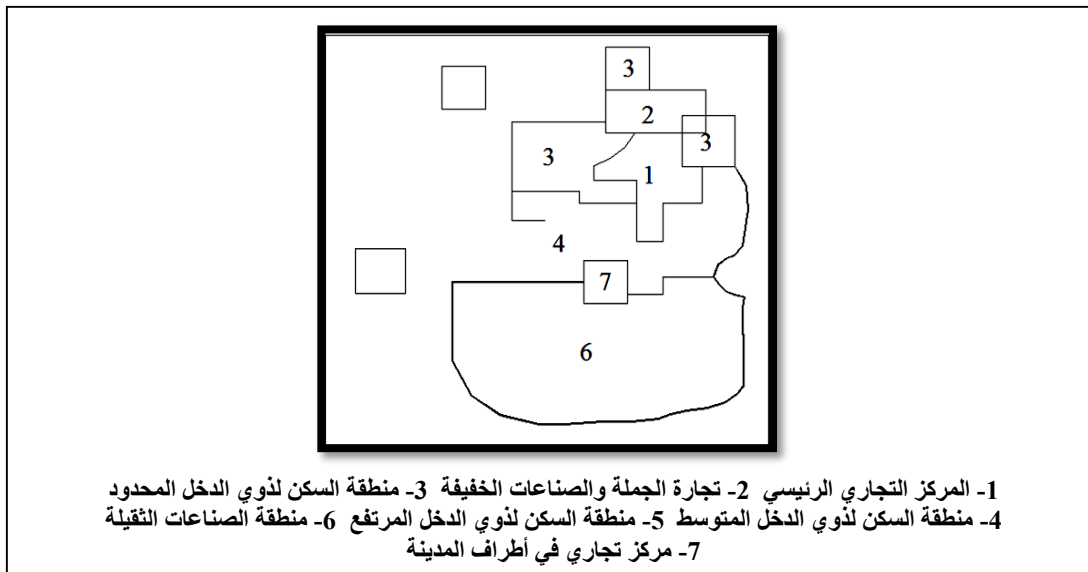 3
2
3
3
1
4
7
6
1- المركز التجاري الرئيسي 2- تجارة الجملة والصناعات الخفيفة 3- منطقة السكن لذوي الدخل المحدود
4- منطقة السكن لذوي الدخل المتوسط 5- منطقة السكن لذوي الدخل المرتفع 6- منطقة الصناعات الثقيلة
7- مركز تجاري في أطراف المدينة